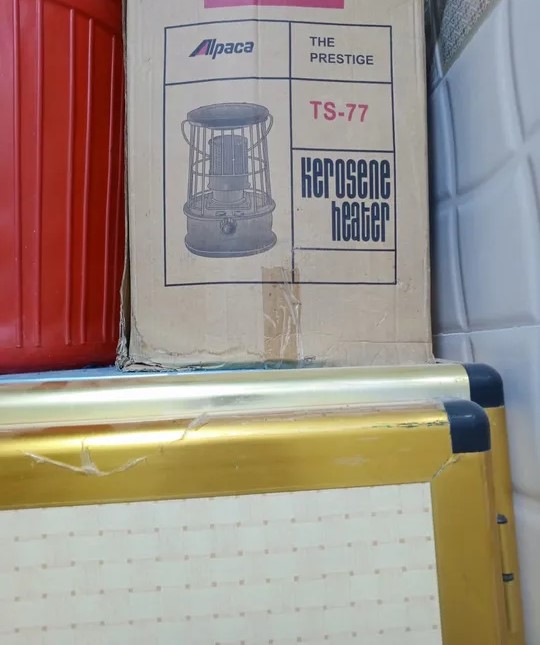 Alpaca
THE
PRESTIGE
TS-77
kerosene
heater